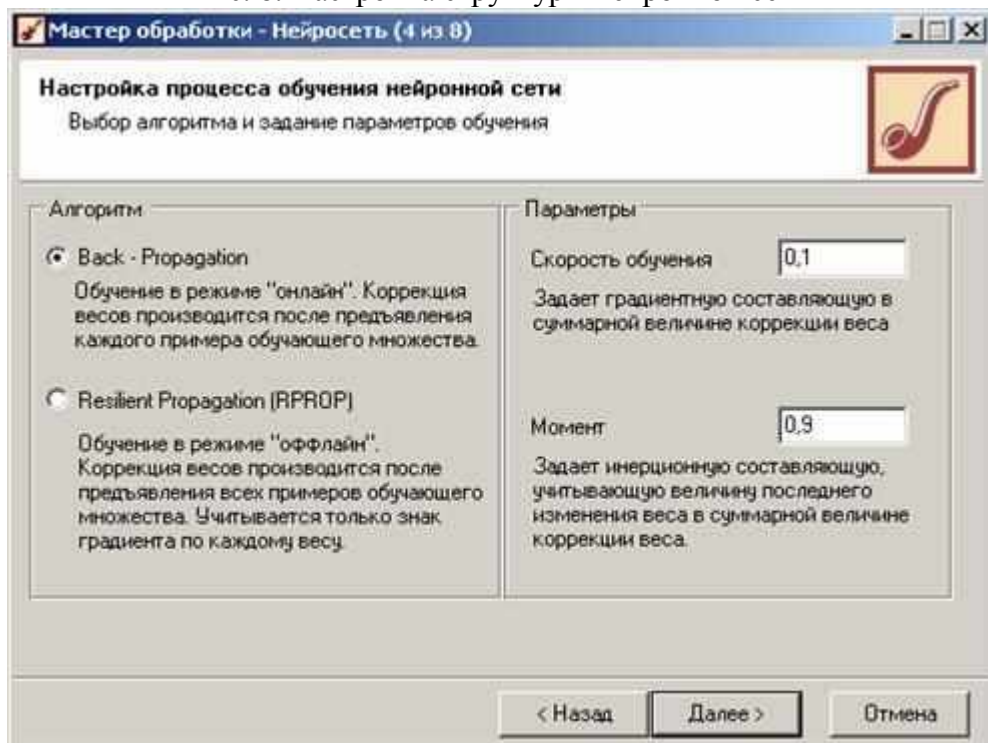 Мастер обработки - Нейросеть (4 из 8)
Настройка процесса обучения нейронной сети
Выбор алгоритма и задание параметров обучения
Алгоритм
Back - Propagation
Обучение в режиме "онлайн". Коррекция
весов производится после предъявления
каждого примера обучающего множества.
Resilient Propagation (RPROP)
Обучение в режиме "оффлайн".
Коррекция весов производится после
предъявления всех примеров обучающего
множества. Учитывается только знак
градиента по каждому весу.
Параметры
Скорость обучения 0,1
Задает градиентную составляющую в
суммарной величине коррекции веса
Момент 0,9
Задает инерционную составляющую,
учитывающую величину последнего
изменения веса в суммарной величине
коррекции веса.
< Назад Далее > Отмена